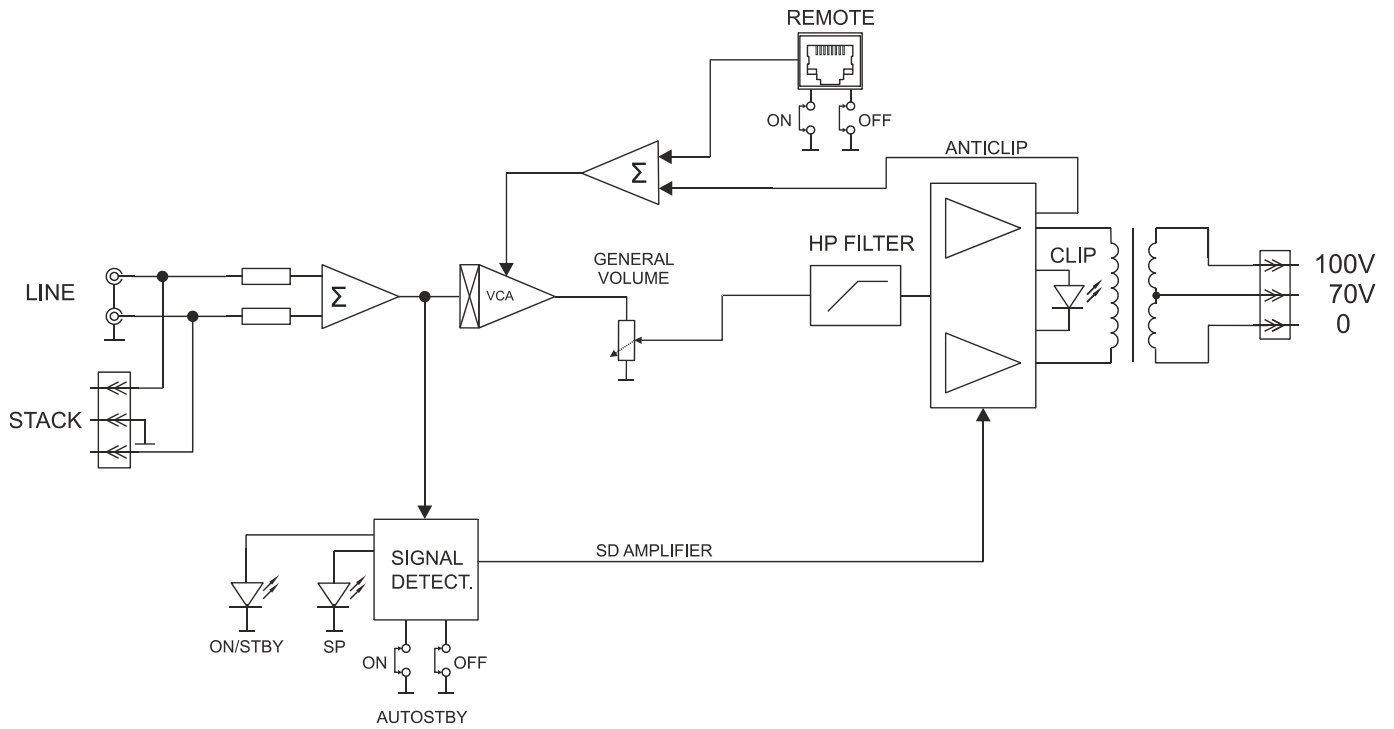 REMOTE
ON
OFF
ANTICLIP
Σ
GENERAL
VOLUME
HP FILTER
CLIP
LINE
Σ
VCA
100V
70V
0
STACK
SIGNAL
DETECT.
SD AMPLIFIER
ON/STBY
SP
ON
OFF
AUTOSTBY